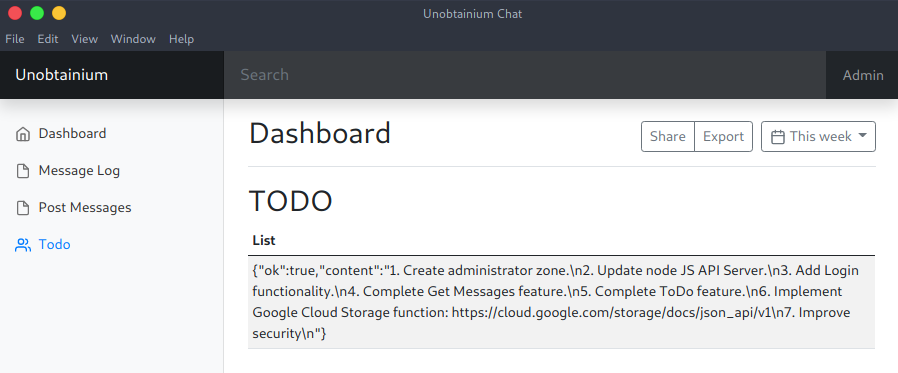 Unobtainium Chat
File Edit View Window Help
Unobtainium Search Admin
Dashboard
Message Log
Post Messages
Todo
Dashboard Share Export This week
TODO
List
{"ok":true,"content":"1. Create administrator zone.\n2. Update node JS API Server.\n3. Add Login
functionality.\n4. Complete Get Messages feature.\n5. Complete ToDo feature.\n6. Implement
Google Cloud Storage function: https://cloud.google.com/storage/docs/json_api/v1\n7. Improve
security\n"}